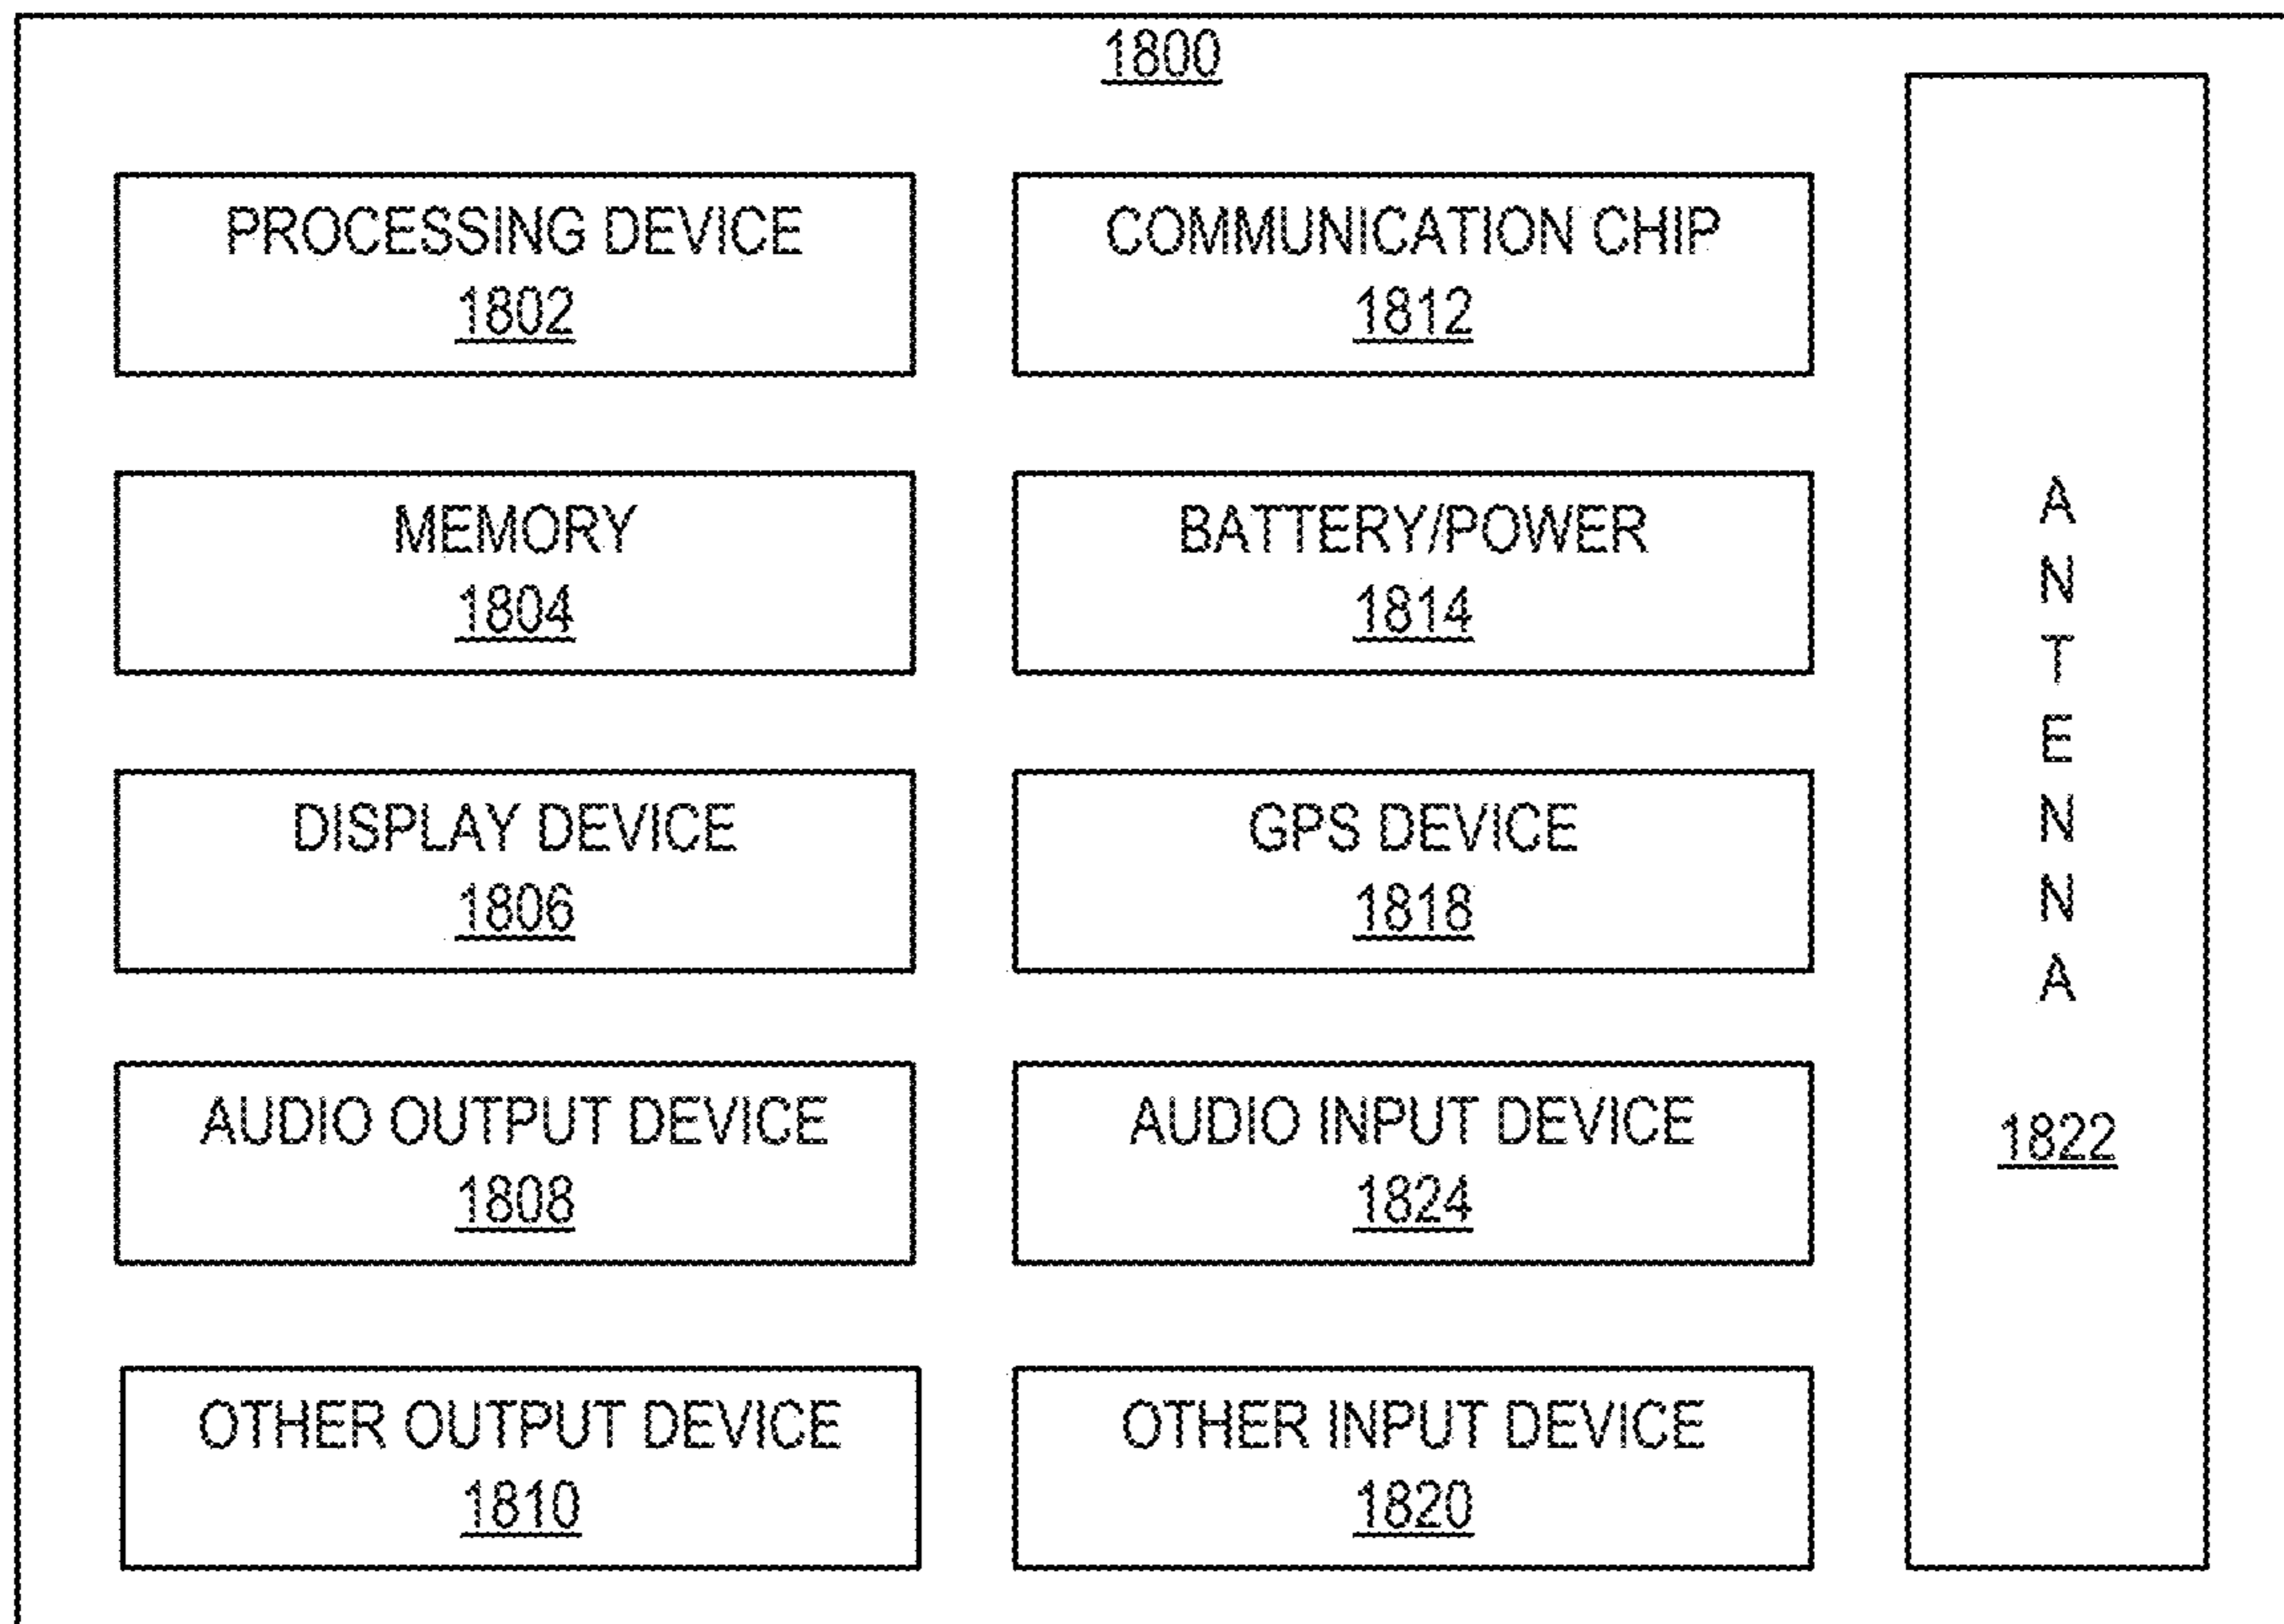 1800
PROCESSING DEVICE
1802
COMMUNICATION CHIP
1812
MEMORY
1804
BATTERY/POWER
1814
DISPLAY DEVICE
1806
GPS DEVICE
1818
AUDIO OUTPUT DEVICE
1808
AUDIO INPUT DEVICE
1824
OTHER OUTPUT DEVICE
1810
OTHER INPUT DEVICE
1820
ANTENNA
1822